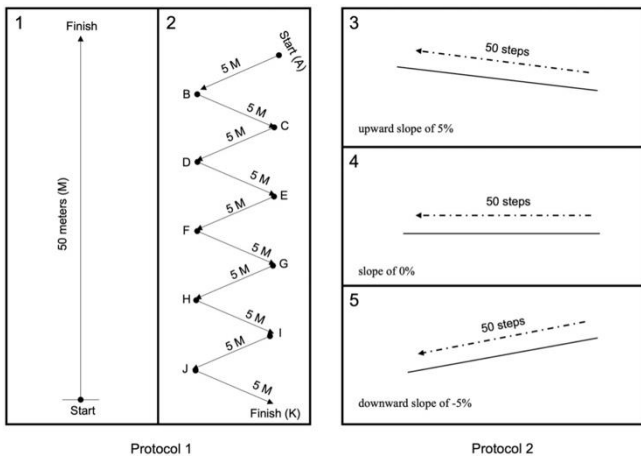 1
Finish
50 meters (M)
Start
2
Start (A)
5 M
B
5 M
C
5 M
D
5 M
E
5 M
F
5 M
G
5 M
H
5 M
I
5 M
J
5 M
Finish (K)
Protocol 1
3
50 steps
upward slope of 5%
4
50 steps
slope of 0%
5
50 steps
downward slope of -5%
Protocol 2